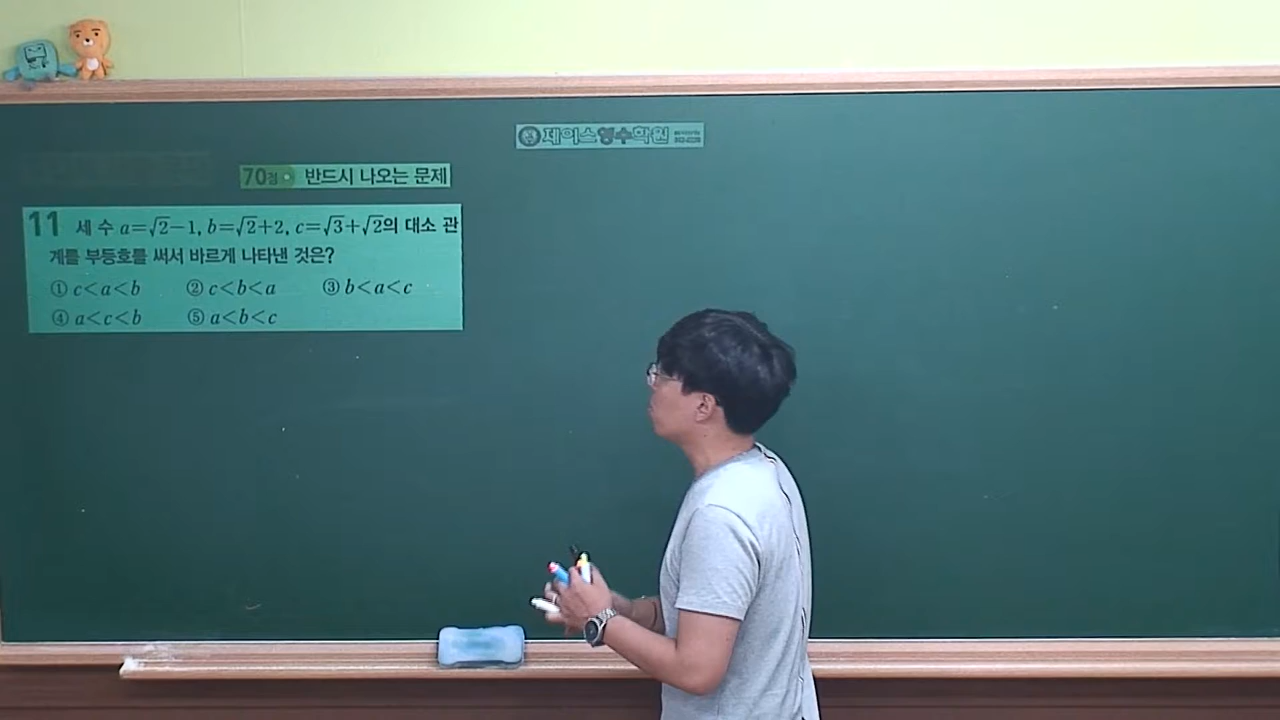 제이스영수학원
70점 반드시 나오는 문제
11 세 수 a=√2−1, b=√2+2, c=√3+√2의 대소 관
계를 부등호를 써서 바르게 나타낸 것은?
① c<a<b ② c<b<a ③ b<a<c
④ a<c<b ⑤ a<b<c